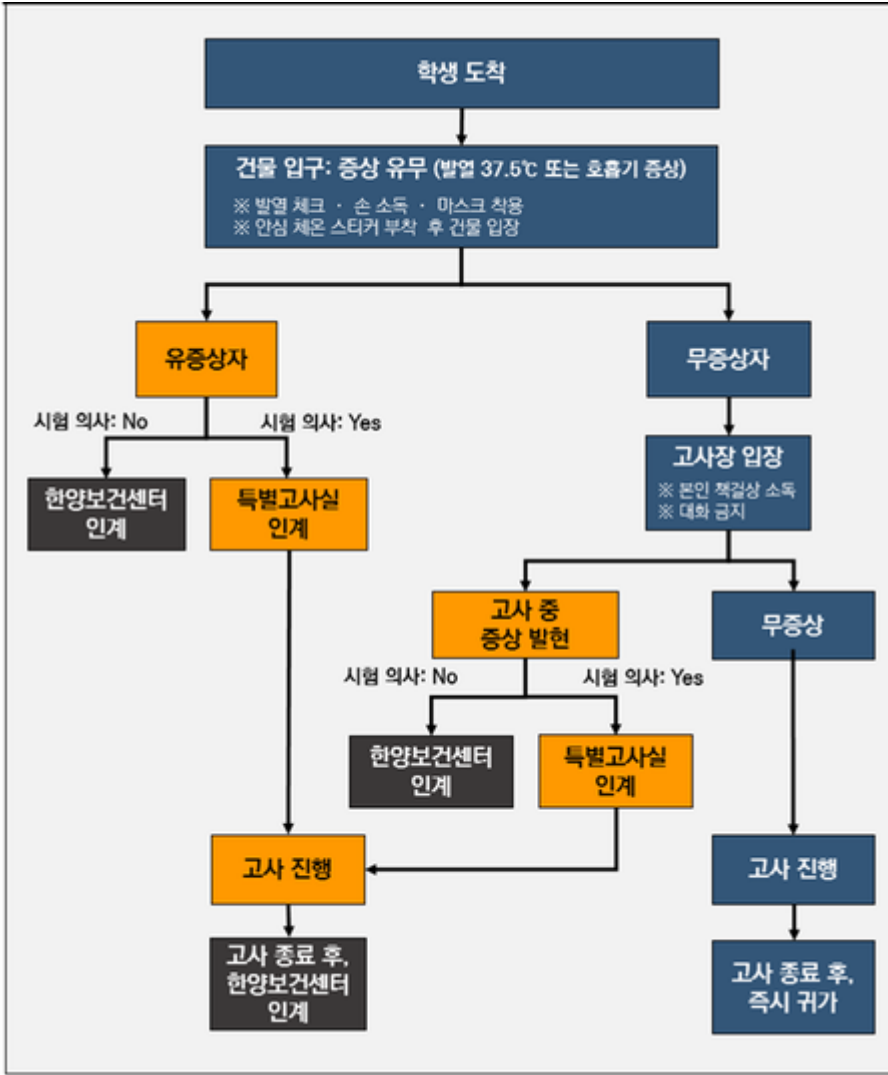 학생 도착
건물 입구: 증상 유무 (발열 37.5℃ 또는 호흡기 증상)
※ 발열 체크 · 손 소독 · 마스크 착용
※ 안심 체온 스티커 부착 후 건물 입장
유증상자
무증상자
시험 의사: No
시험 의사: Yes
한양보건센터
인계
특별고사실
인계
고사장 입장
※ 본인 책걸상 소독
※ 대화 금지
고사 중
증상 발현
무증상
시험 의사: No
시험 의사: Yes
한양보건센터
인계
특별고사실
인계
고사 진행
고사 진행
고사 종료 후,
한양보건센터
인계
고사 종료 후,
즉시 귀가